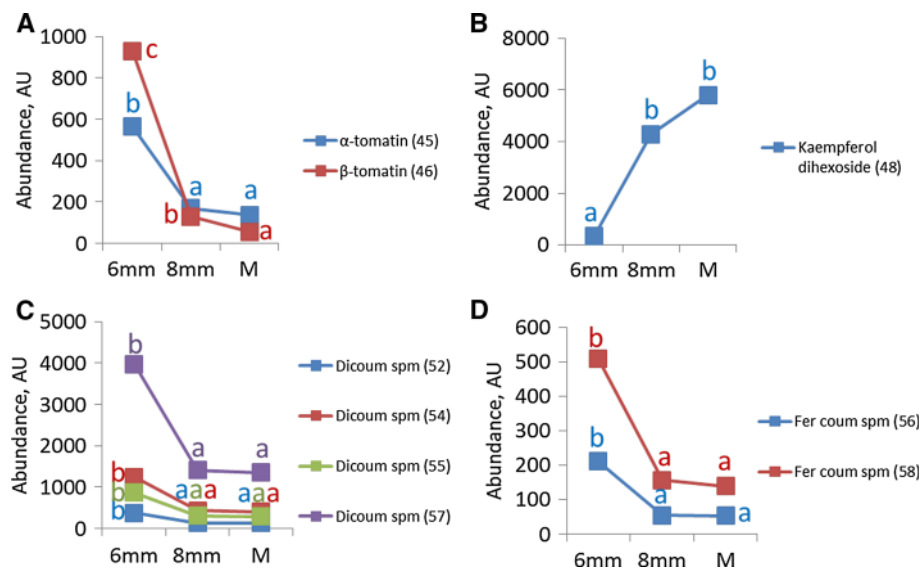 A
Abundance, AU
1000
800
600
400
200
0
c
b
a
a
b
a
6mm 8mm M
α-tomatin (45)
β-tomatin (46)
B
Abundance, AU
8000
6000
4000
2000
0
a
b
b
6mm 8mm M
Kaempferol
dihexoside (48)
C
Abundance, AU
5000
4000
3000
2000
1000
0
b
a
a
b
b
b
a a a
a a a
6mm 8mm M
Dicoum spm (52)
Dicoum spm (54)
Dicoum spm (55)
Dicoum spm (57)
D
Abundance, AU
600
500
400
300
200
100
0
b
b
a
a
a
a
6mm 8mm M
Fer coum spm (56)
Fer coum spm (58)